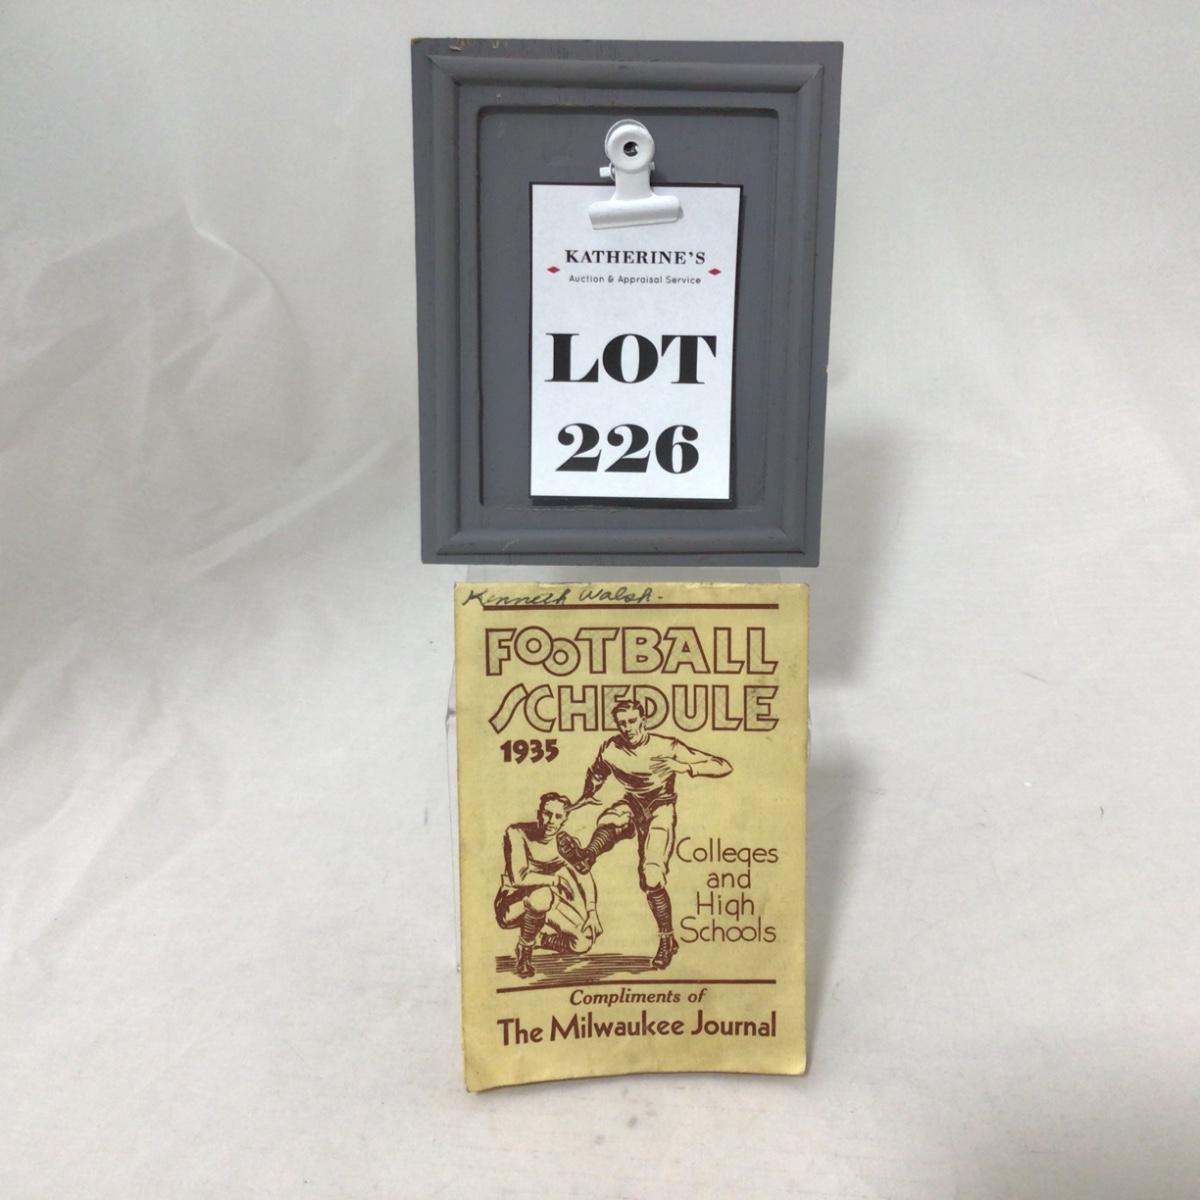 KATHERINE'S
Auction & Appraisal Service
LOT
226
Kenneth Walsh.
FOOTBALL
SCHEDULE
1935
Colleges
and
High
Schools
Compliments of
The Milwaukee Journal